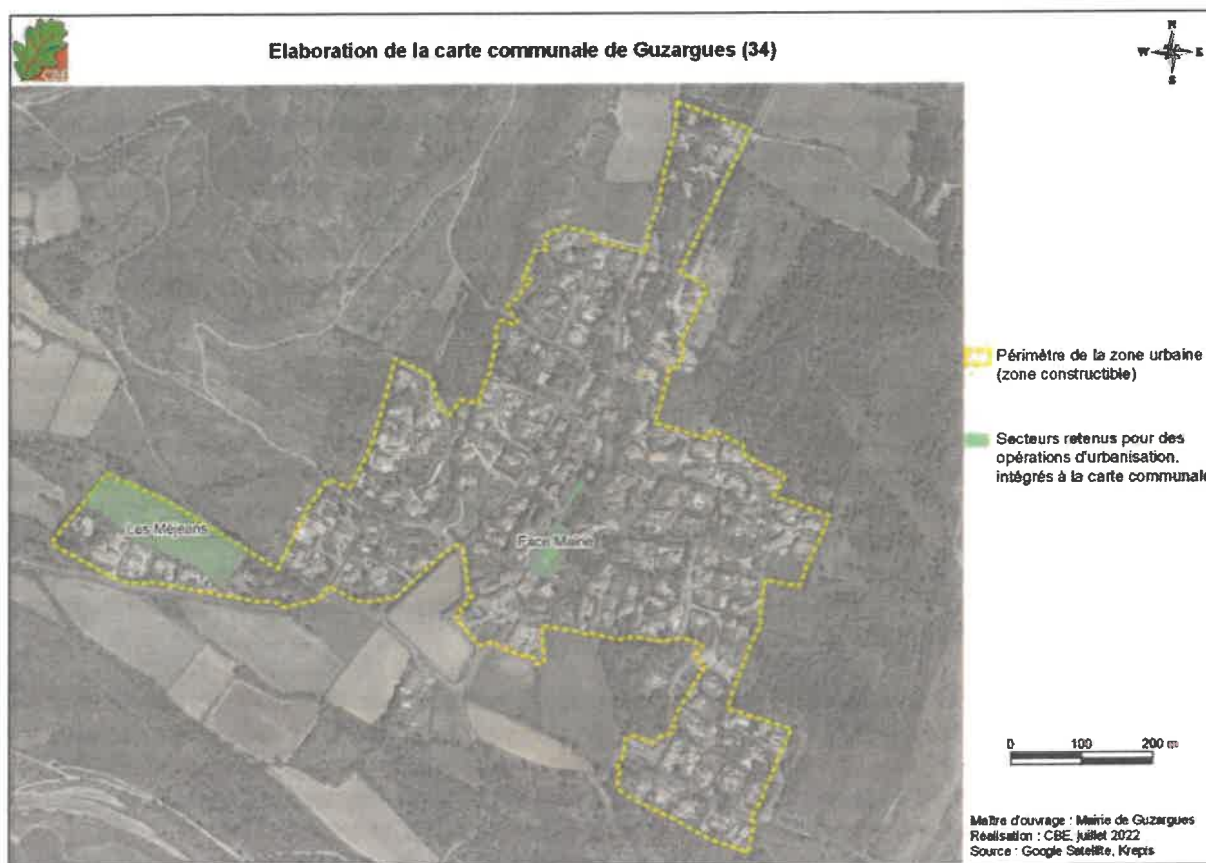 CBE
Elaboration de la carte communale de Guzargues (34)
N
W E
S
Périmètre de la zone urbaine
(zone constructible)
Secteurs retenus pour des
opérations d'urbanisation,
intégrés à la carte communale
Les Méjeans
Face Mairie
0 100 200 m
Maître d'ouvrage : Mairie de Guzargues
Réalisation : CBE, juillet 2022
Source : Google Satellite, Krepis